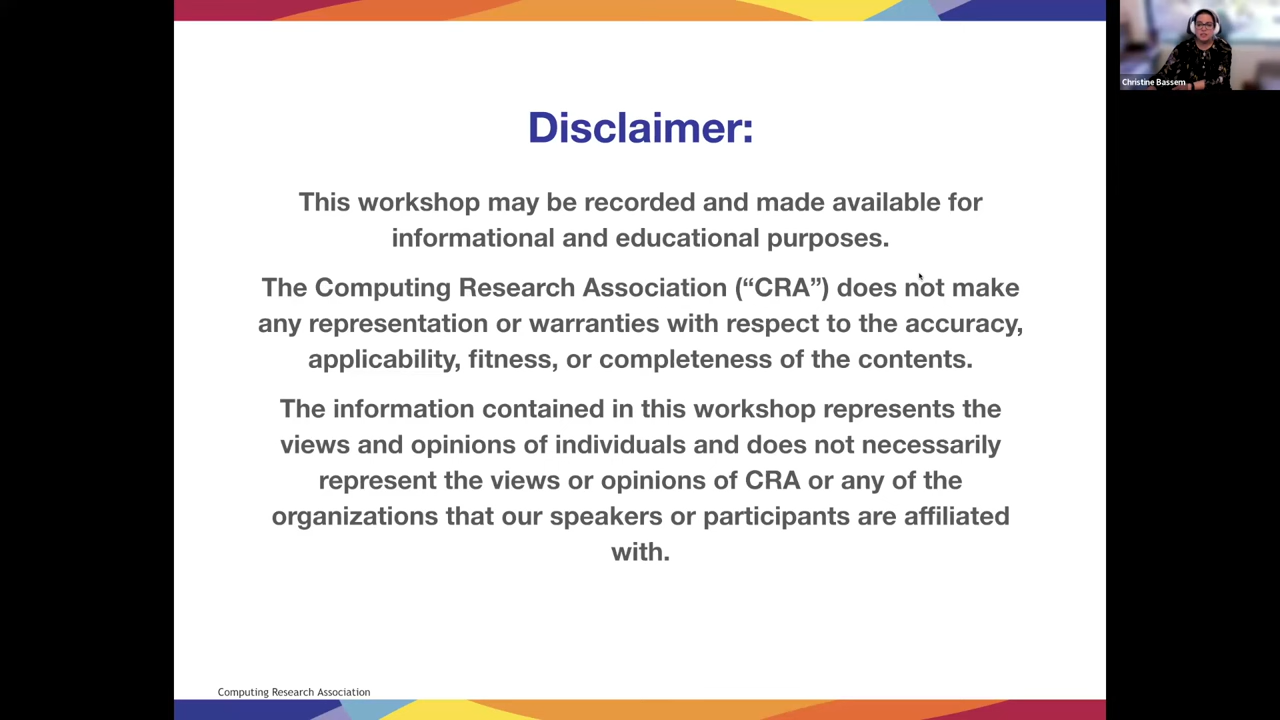 Disclaimer:
This workshop may be recorded and made available for
informational and educational purposes.
The Computing Research Association (“CRA”) does not make
any representation or warranties with respect to the accuracy,
applicability, fitness, or completeness of the contents.
The information contained in this workshop represents the
views and opinions of individuals and does not necessarily
represent the views or opinions of CRA or any of the
organizations that our speakers or participants are affiliated
with.
Computing Research Association
Christine Bassem